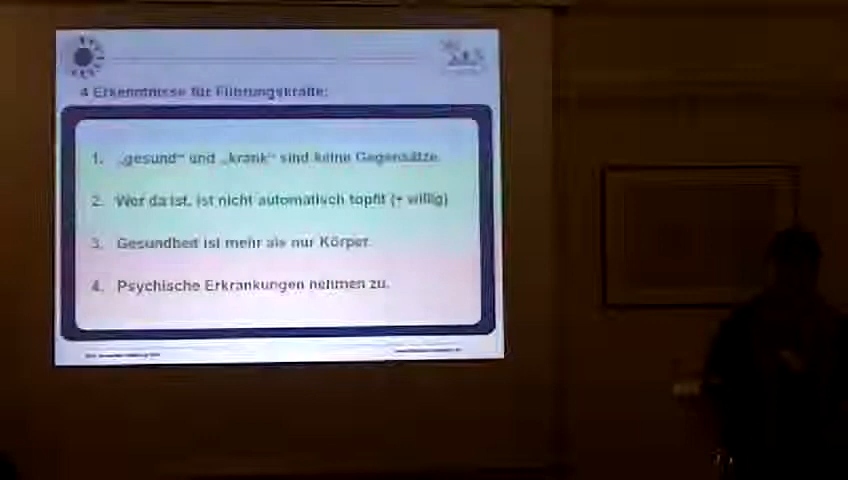 4 Erkenntnisse für Führungskräfte:
1. „gesund“ und „krank“ sind keine Gegensätze.
2. Wer da ist, ist nicht automatisch topfit (+ willig)
3. Gesundheit ist mehr als nur Körper.
4. Psychische Erkrankungen nehmen zu.